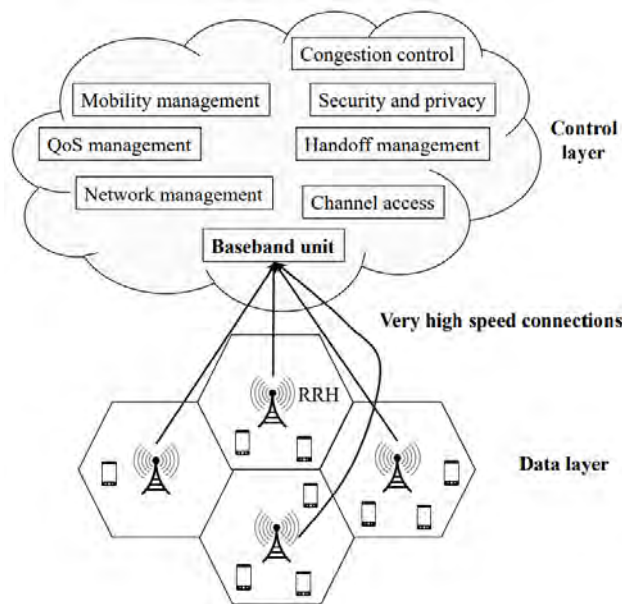 Congestion control
Mobility management
Security and privacy
Control
layer
QoS management
Handoff management
Network management
Channel access
Baseband unit
Very high speed connections
RRH
Data layer